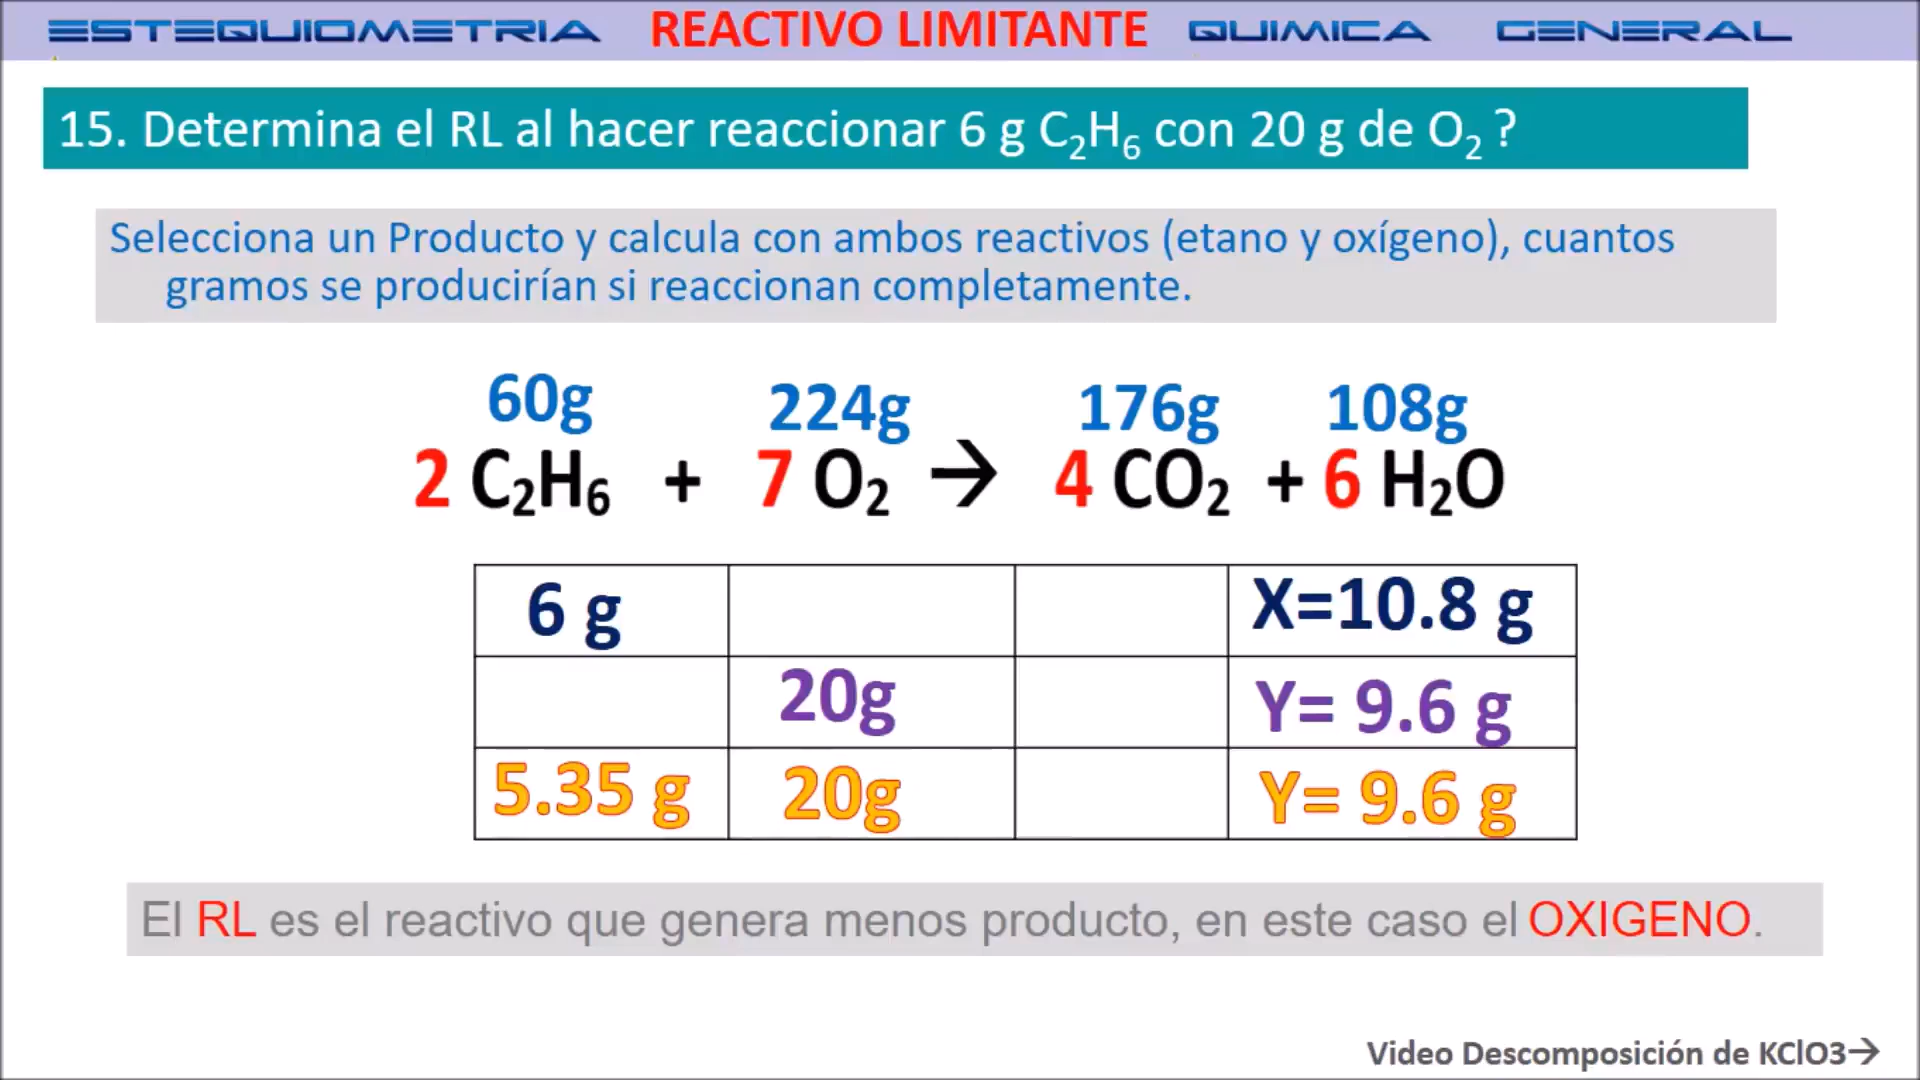 ESTEQUIOMETRIA REACTIVO LIMITANTE QUIMICA GENERAL
15. Determina el RL al hacer reaccionar 6 g C₂H₆ con 20 g de O₂ ?
Selecciona un Producto y calcula con ambos reactivos (etano y oxígeno), cuantos
gramos se producirían si reaccionan completamente.
60g 224g 176g 108g
2 C₂H₆ + 7 O₂ → 4 CO₂ + 6 H₂O
6 g X=10.8 g
20g Y= 9.6 g
5.35 g 20g Y= 9.6 g
El RL es el reactivo que genera menos producto, en este caso el OXIGENO.
Video Descomposición de KClO3→